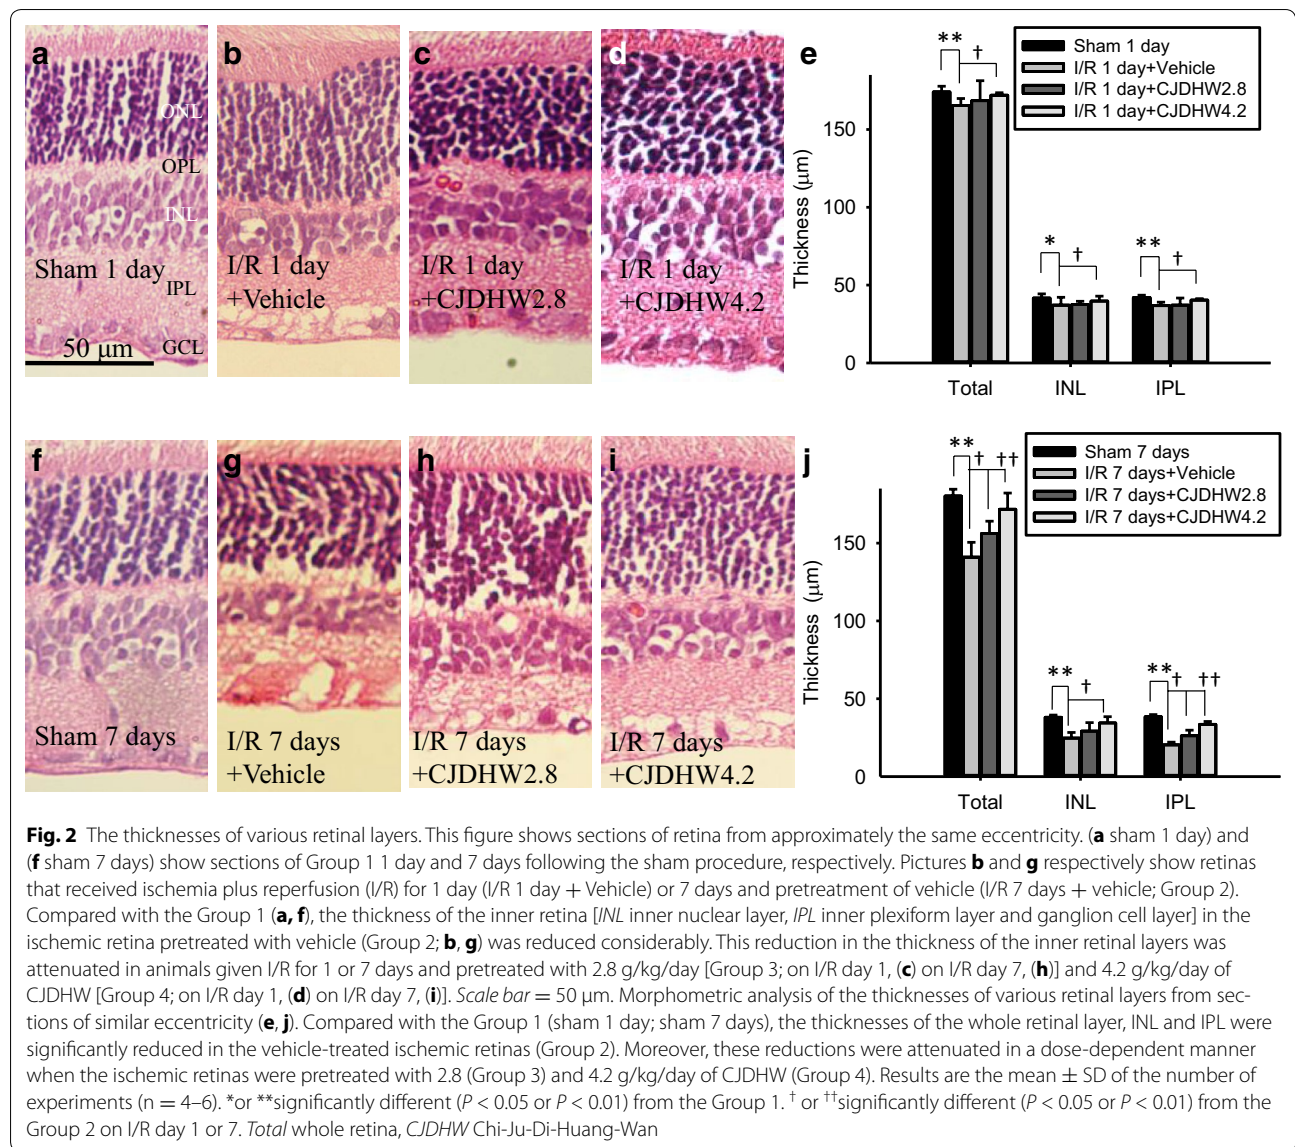 a
ONL
OPL
INL
Sham 1 day
IPL
GCL
50 μm
b
I/R 1 day
+Vehicle
c
I/R 1 day
+CJDHW2.8
d
I/R 1 day
+CJDHW4.2
e
Sham 1 day
I/R 1 day+Vehicle
I/R 1 day+CJDHW2.8
I/R 1 day+CJDHW4.2
** †
* †
** †
Thickness (μm)
150
100
50
0
Total INL IPL
f
Sham 7 days
g
I/R 7 days
+Vehicle
h
I/R 7 days
+CJDHW2.8
i
I/R 7 days
+CJDHW4.2
j
Sham 7 days
I/R 7 days+Vehicle
I/R 7 days+CJDHW2.8
I/R 7 days+CJDHW4.2
** † ††
** †
** † ††
Thickness (μm)
150
100
50
0
Total INL IPL
Fig. 2 The thicknesses of various retinal layers. This figure shows sections of retina from approximately the same eccentricity. (a sham 1 day) and
(f sham 7 days) show sections of Group 1 1 day and 7 days following the sham procedure, respectively. Pictures b and g respectively show retinas
that received ischemia plus reperfusion (I/R) for 1 day (I/R 1 day + Vehicle) or 7 days and pretreatment of vehicle (I/R 7 days + vehicle; Group 2).
Compared with the Group 1 (a, f), the thickness of the inner retina [INL inner nuclear layer, IPL inner plexiform layer and ganglion cell layer] in the
ischemic retina pretreated with vehicle (Group 2; b, g) was reduced considerably. This reduction in the thickness of the inner retinal layers was
attenuated in animals given I/R for 1 or 7 days and pretreated with 2.8 g/kg/day [Group 3; on I/R day 1, (c) on I/R day 7, (h)] and 4.2 g/kg/day of
CJDHW [Group 4; on I/R day 1, (d) on I/R day 7, (i)]. Scale bar = 50 μm. Morphometric analysis of the thicknesses of various retinal layers from sec-
tions of similar eccentricity (e, j). Compared with the Group 1 (sham 1 day; sham 7 days), the thicknesses of the whole retinal layer, INL and IPL were
significantly reduced in the vehicle-treated ischemic retinas (Group 2). Moreover, these reductions were attenuated in a dose-dependent manner
when the ischemic retinas were pretreated with 2.8 (Group 3) and 4.2 g/kg/day of CJDHW (Group 4). Results are the mean ± SD of the number of
experiments (n = 4–6). *or **significantly different (P < 0.05 or P < 0.01) from the Group 1. † or ††significantly different (P < 0.05 or P < 0.01) from the
Group 2 on I/R day 1 or 7. Total whole retina, CJDHW Chi-Ju-Di-Huang-Wan